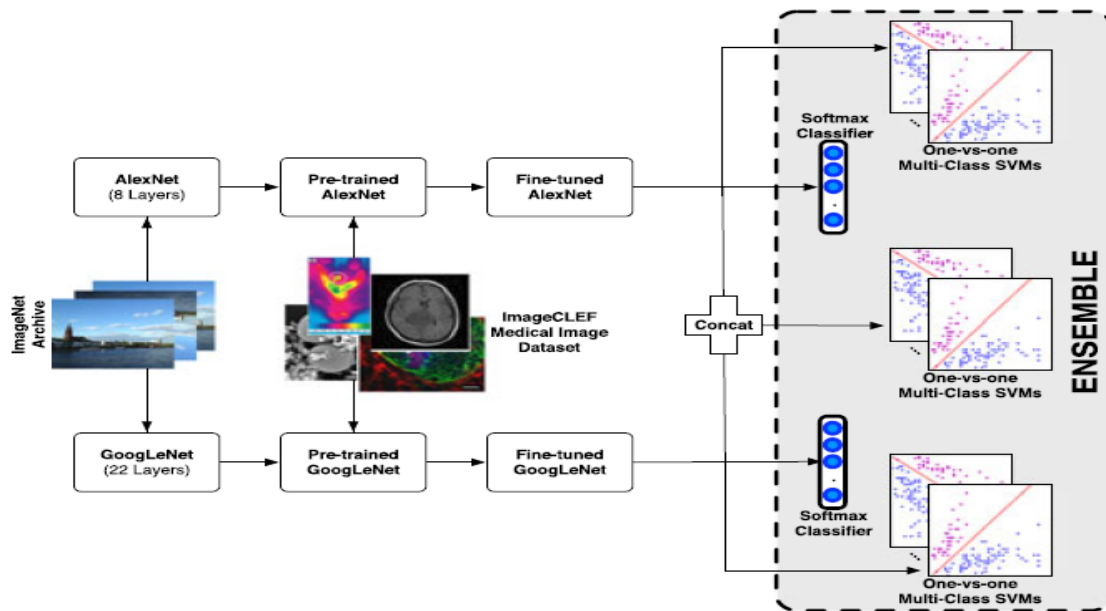 Softmax
Classifier
One-vs-one
Multi-Class SVMs
AlexNet
(8 Layers)
Pre-trained
AlexNet
Fine-tuned
AlexNet
ImageNet
Archive
ImageCLEF
Medical Image
Dataset
Concat
One-vs-one
Multi-Class SVMs
ENSEMBLE
GoogLeNet
(22 Layers)
Pre-trained
GoogLeNet
Fine-tuned
GoogLeNet
Softmax
Classifier
One-vs-one
Multi-Class SVMs